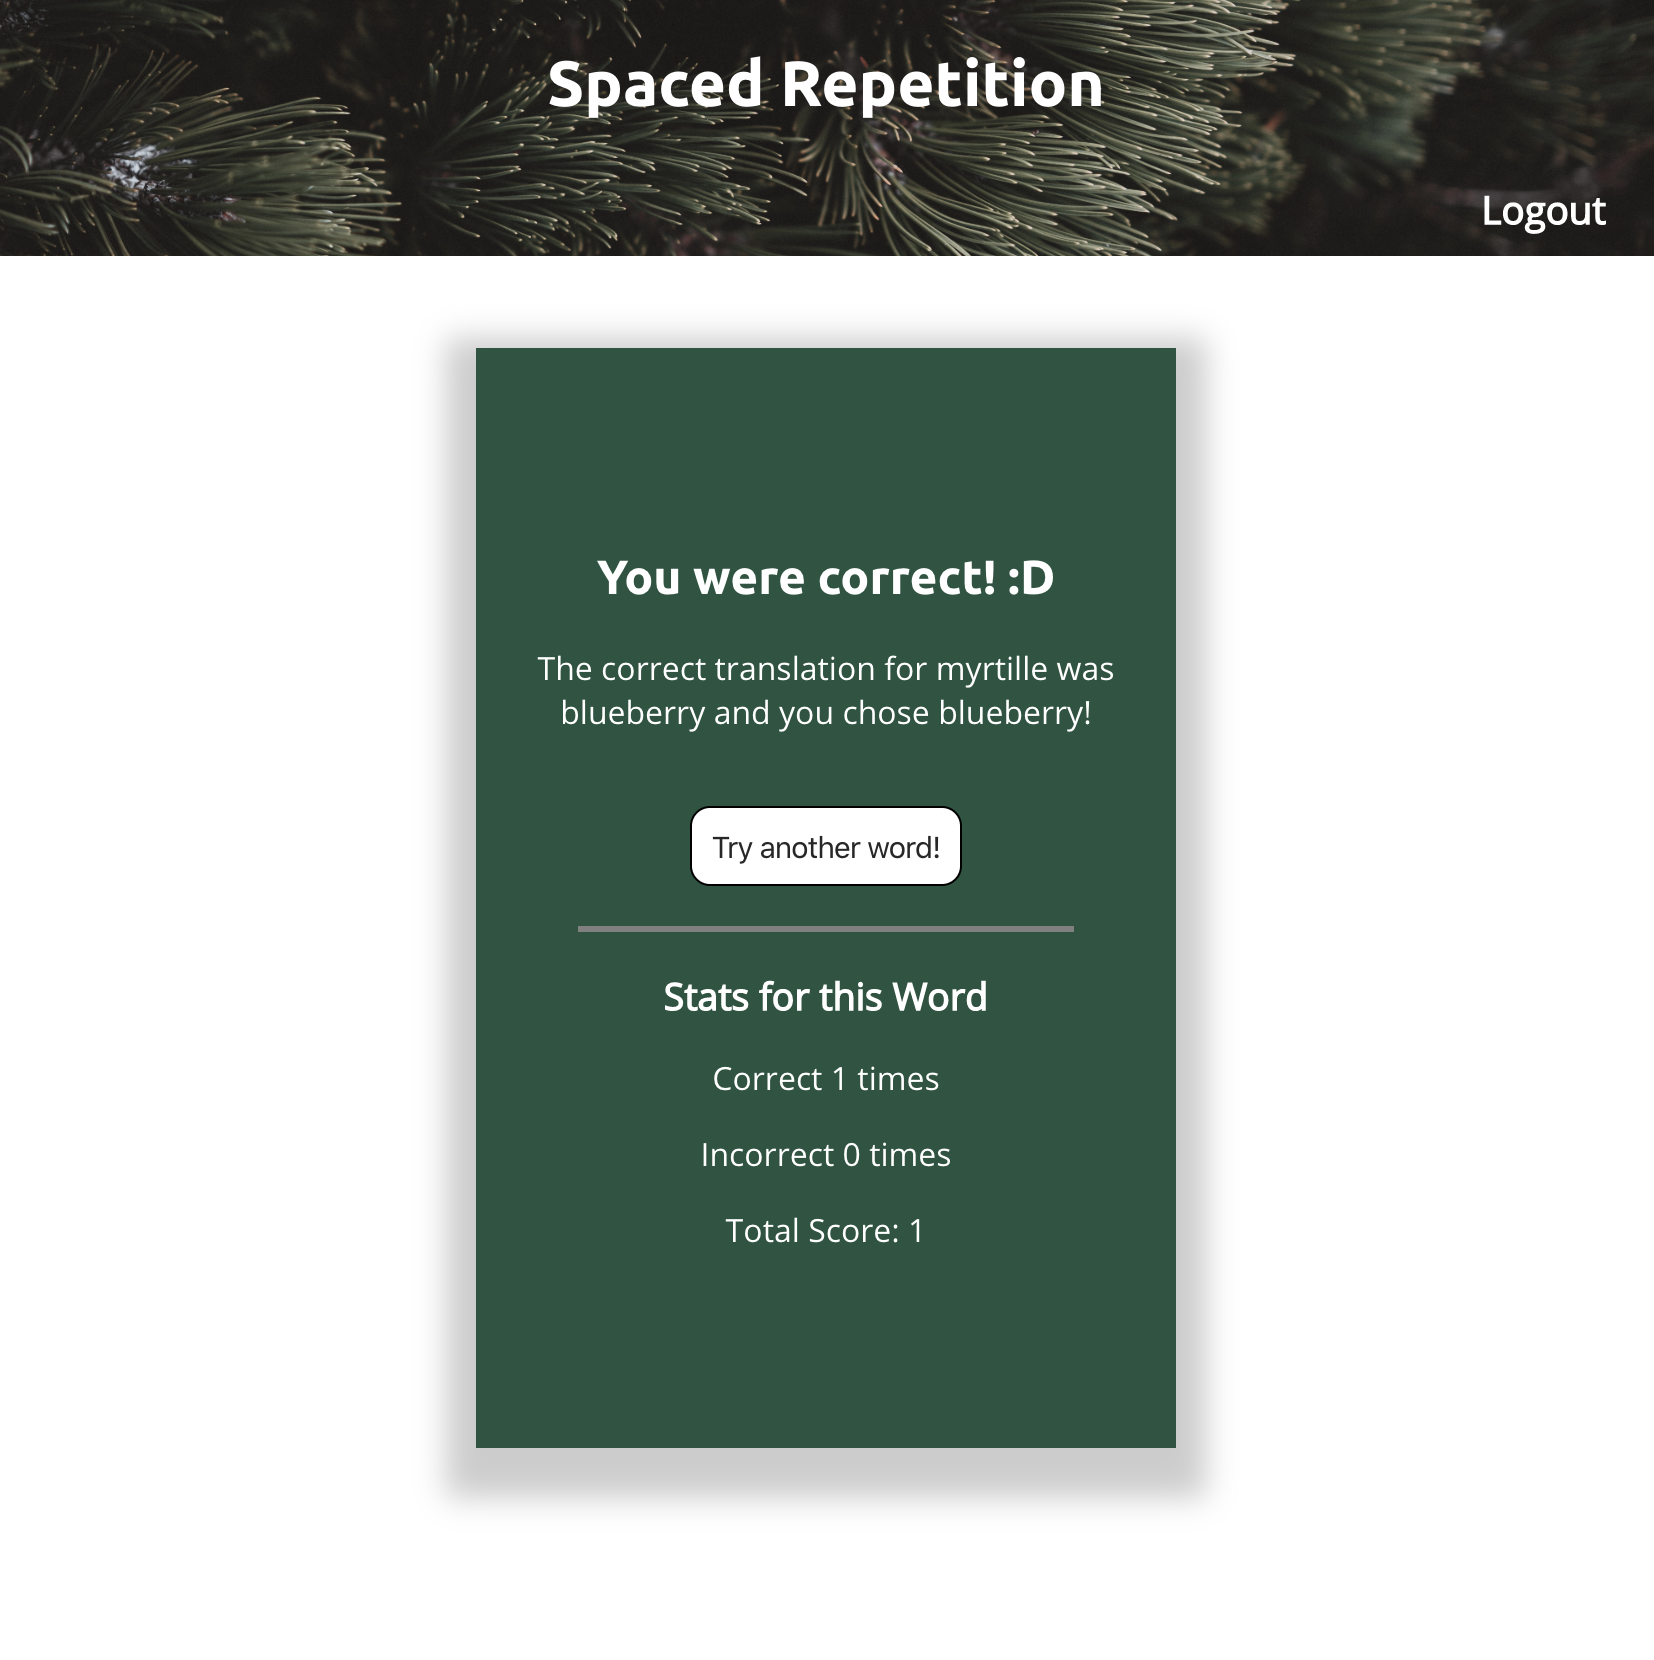 Spaced Repetition
Logout
You were correct! :D
The correct translation for myrtille was
blueberry and you chose blueberry!
Try another word!
Stats for this Word
Correct 1 times
Incorrect 0 times
Total Score: 1